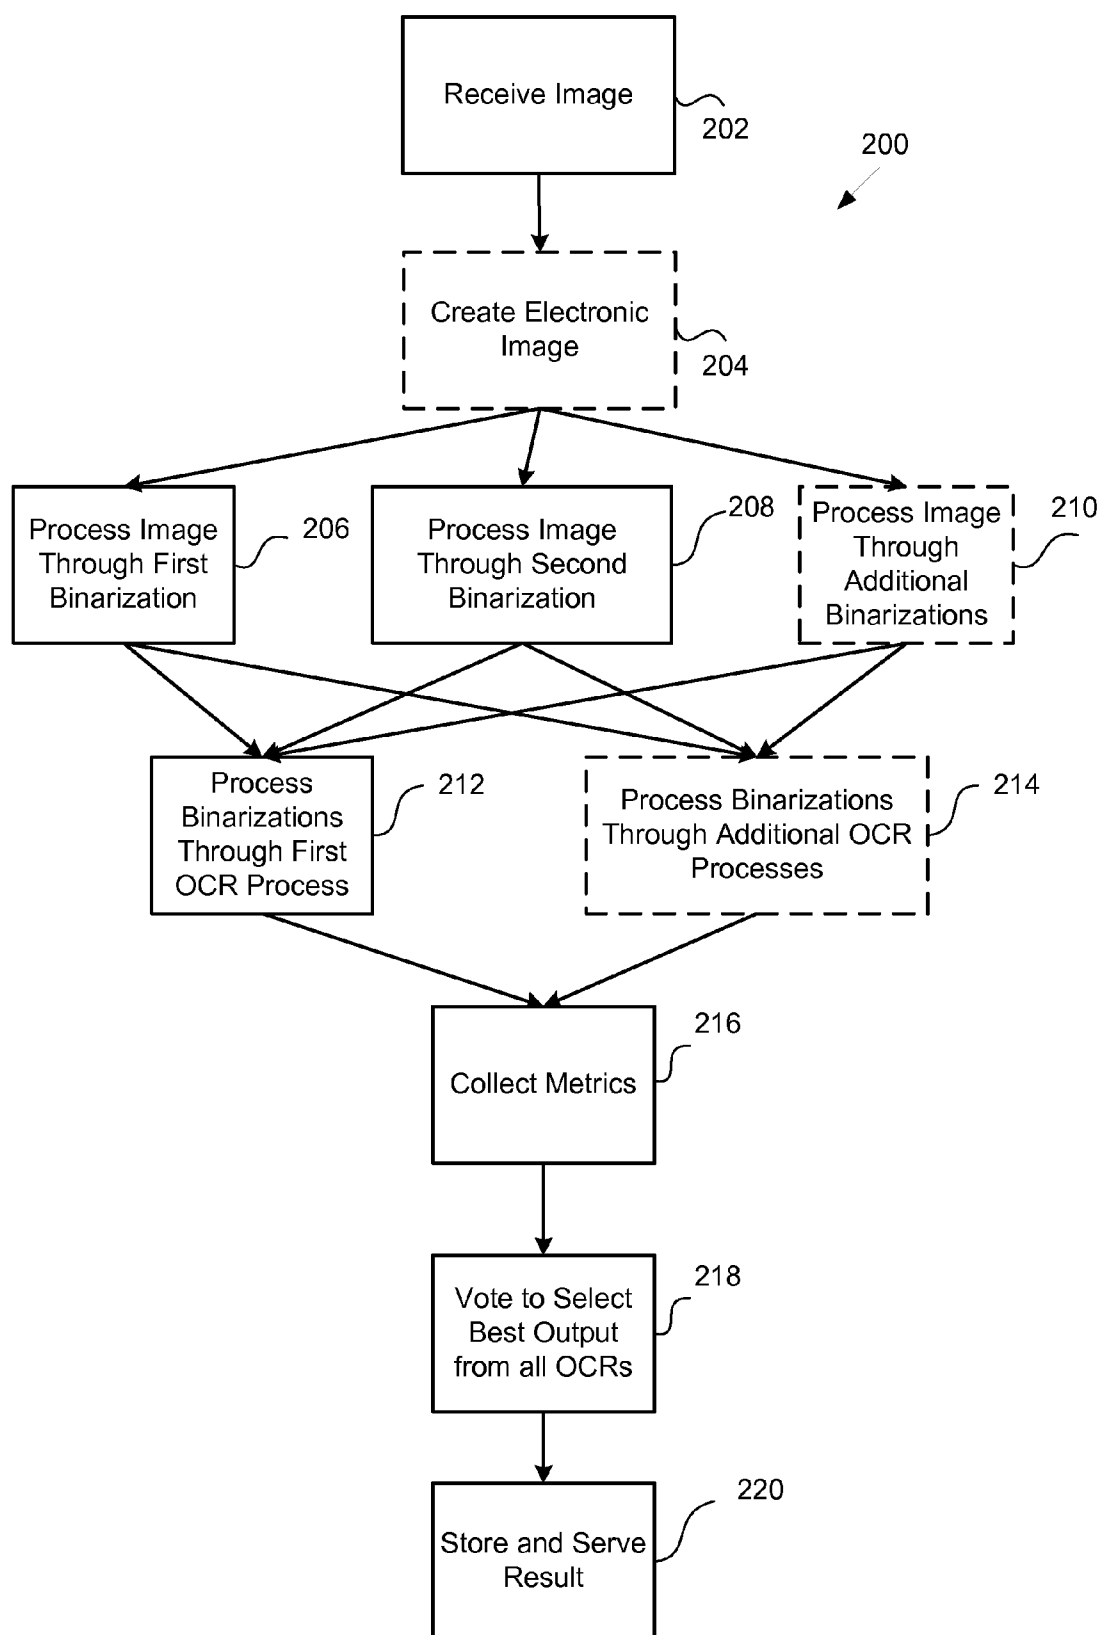 Receive Image
202
200
Create Electronic
Image
204
Process Image
Through First
Binarization
206
Process Image
Through Second
Binarization
208
Process Image
Through
Additional
Binarizations
210
Process
Binarizations
Through First
OCR Process
212
Process Binarizations
Through Additional OCR
Processes
214
Collect Metrics
216
Vote to Select
Best Output
from all OCRs
218
Store and Serve
Result
220